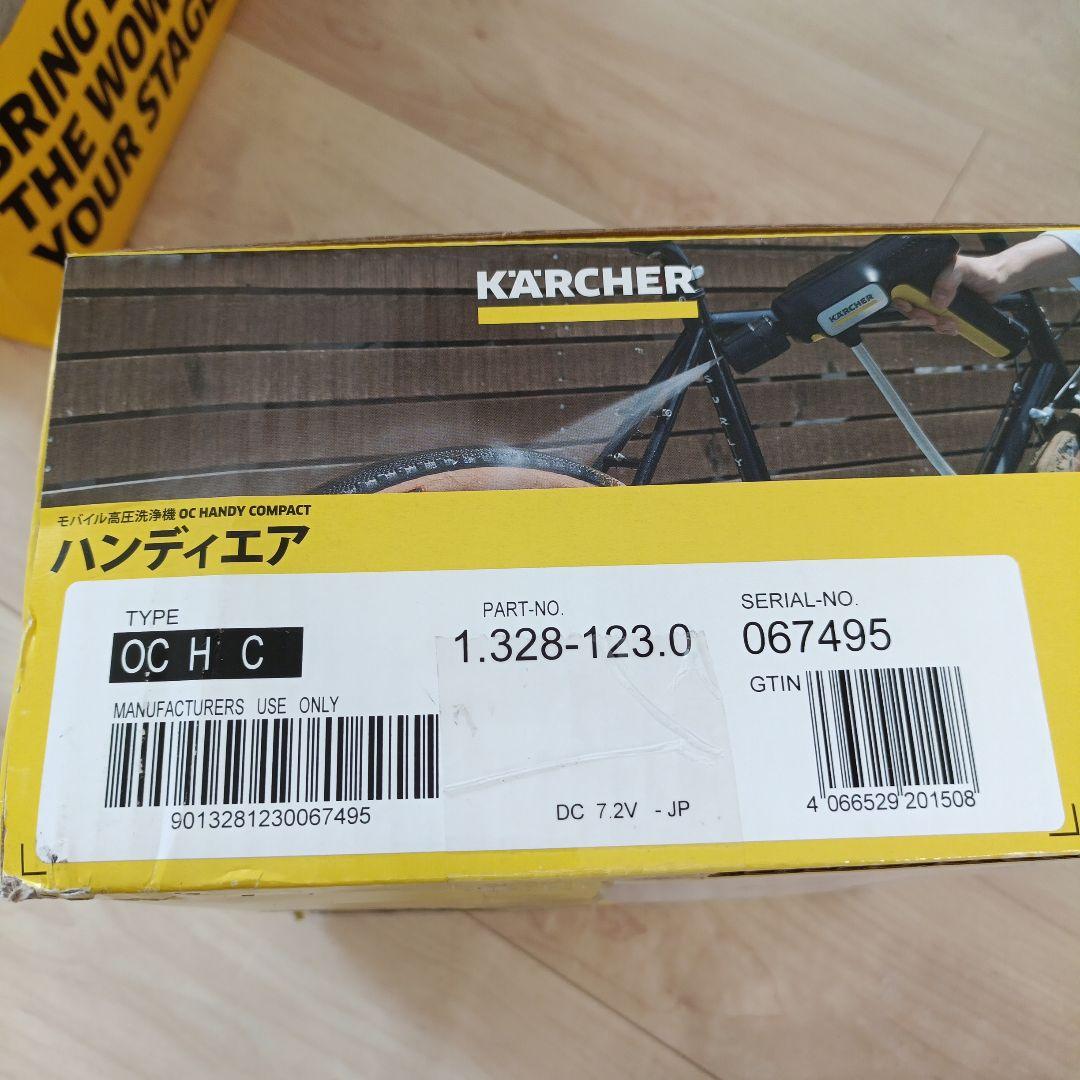 BRING
THE WOW
YOUR STAGE
KÄRCHER
KÄRCHER
モバイル高圧洗浄機 OC HANDY COMPACT
ハンディエア
TYPE
OC H C
PART-NO.
1.328-123.0
SERIAL-NO.
067495
MANUFACTURERS USE ONLY
9013281230067495
DC 7.2V - JP
GTIN
4 066529 201508